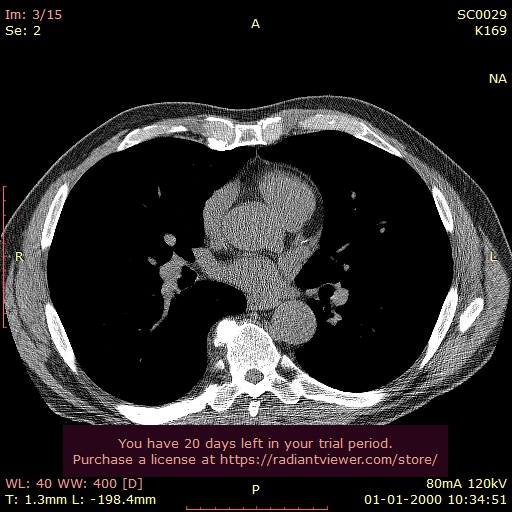 Im: 3/15
Se: 2
A
SC0029
K169
NA
R
L
You have 20 days left in your trial period.
Purchase a license at https://radiantviewer.com/store/
WL: 40 WW: 400 [D]
T: 1.3mm L: -198.4mm
P
80mA 120kV
01-01-2000 10:34:51